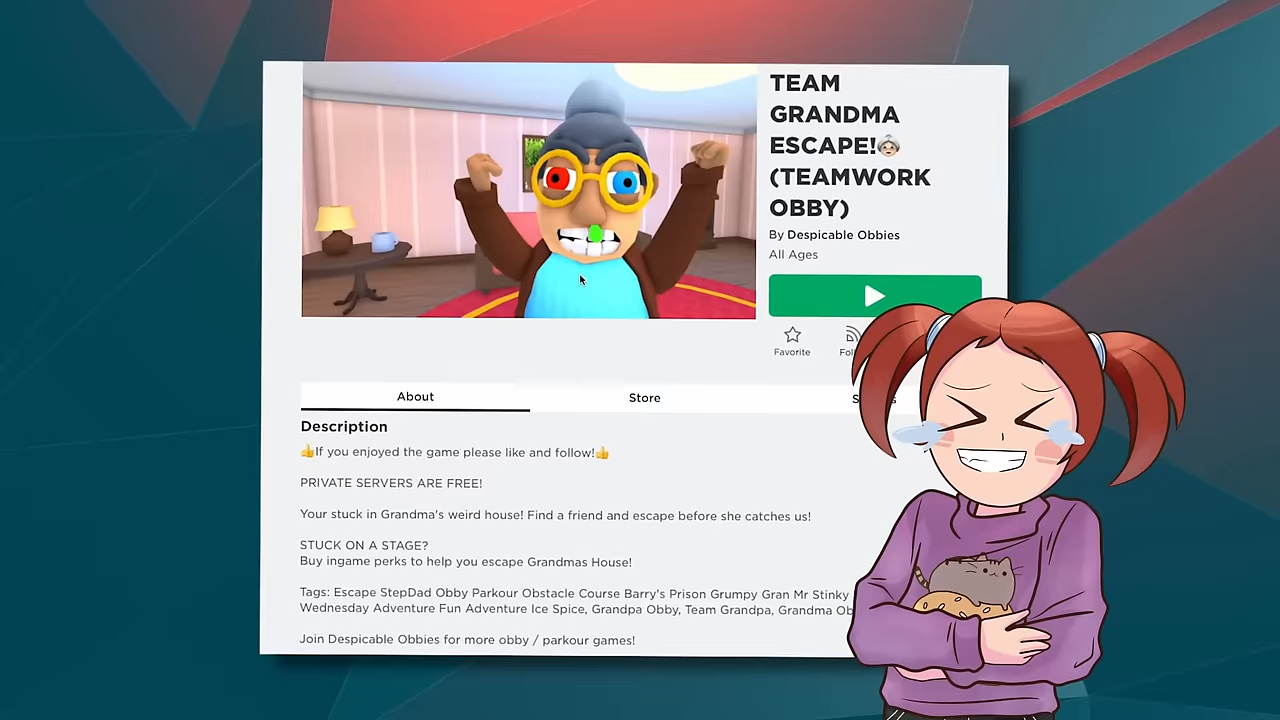 TEAM
GRANDMA
ESCAPE!👵🏻
(TEAMWORK
OBBY)
By Despicable Obbies
All Ages
Favorite
About
Store
Description
👍If you enjoyed the game please like and follow!👍
PRIVATE SERVERS ARE FREE!
Your stuck in Grandma's weird house! Find a friend and escape before she catches us!
STUCK ON A STAGE?
Buy ingame perks to help you escape Grandmas House!
Tags: Escape StepDad Obby Parkour Obstacle Course Barry's Prison Grumpy Gran Mr Stinky
Wednesday Adventure Fun Adventure Ice Spice, Grandpa Obby, Team Grandpa, Grandma
Join Despicable Obbies for more obby / parkour games!